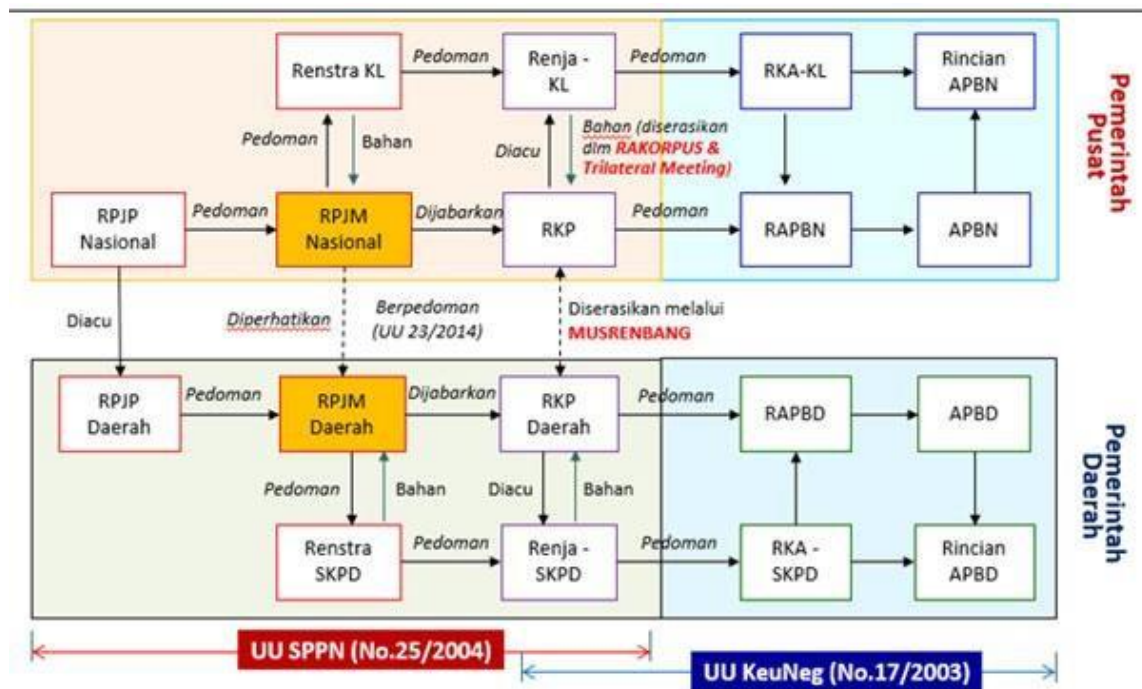 Pedoman
Pedoman
Renstra KL
Renja -
KL
RKA-KL
Rincian
APBN
Pedoman
Bahan
Diacu
Bahan (diserasikan
dlm RAKORPUS &
Trilateral Meeting)
RPJP
Nasional
Pedoman
RPJM
Nasional
Dijabarkan
RKP
Pedoman
RAPBN
APBN
Pemerintah
Pusat
Diacu
Diperhatikan
Berpedoman
(UU 23/2014)
Diserasikan melalui
MUSRENBANG
RPJP
Daerah
Pedoman
RPJM
Daerah
Dijabarkan
RKP
Daerah
Pedoman
RAPBD
APBD
Pedoman
Bahan
Diacu
Bahan
Renstra
SKPD
Pedoman
Renja -
SKPD
Pedoman
RKA -
SKPD
Rincian
APBD
Pemerintah
Daerah
UU SPPN (No.25/2004)
UU KeuNeg (No.17/2003)